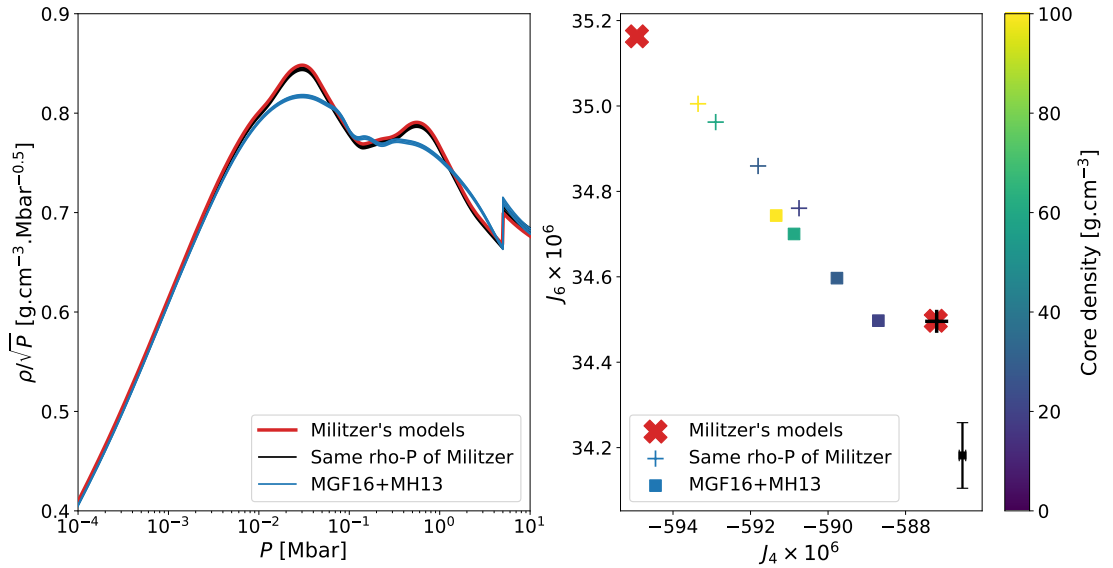 0.9
0.8
0.7
0.6
0.5
0.4
ρ/√P [g.cm⁻³.Mbar⁻⁰·⁵]
10⁻⁴ 10⁻³ 10⁻² 10⁻¹ 10⁰ 10¹
P [Mbar]
Militzer's models
Same rho-P of Militzer
MGF16+MH13
35.2
35.0
34.8
34.6
34.4
34.2
J₆ × 10⁶
−594 −592 −590 −588
J₄ × 10⁶
Militzer's models
Same rho-P of Militzer
MGF16+MH13
100
80
60
40
20
0
Core density [g.cm⁻³]